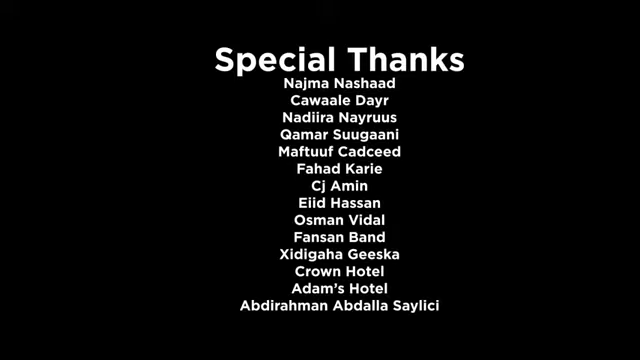 Special Thanks
Najma Nashaad
Cawaale Dayr
Nadiira Nayruus
Qamar Suugaani
Maftuuf Cadceed
Fahad Karie
Cj Amin
Eiid Hassan
Osman Vidal
Fansan Band
Xidigaha Geeska
Crown Hotel
Adam's Hotel
Abdirahman Abdalla Saylici